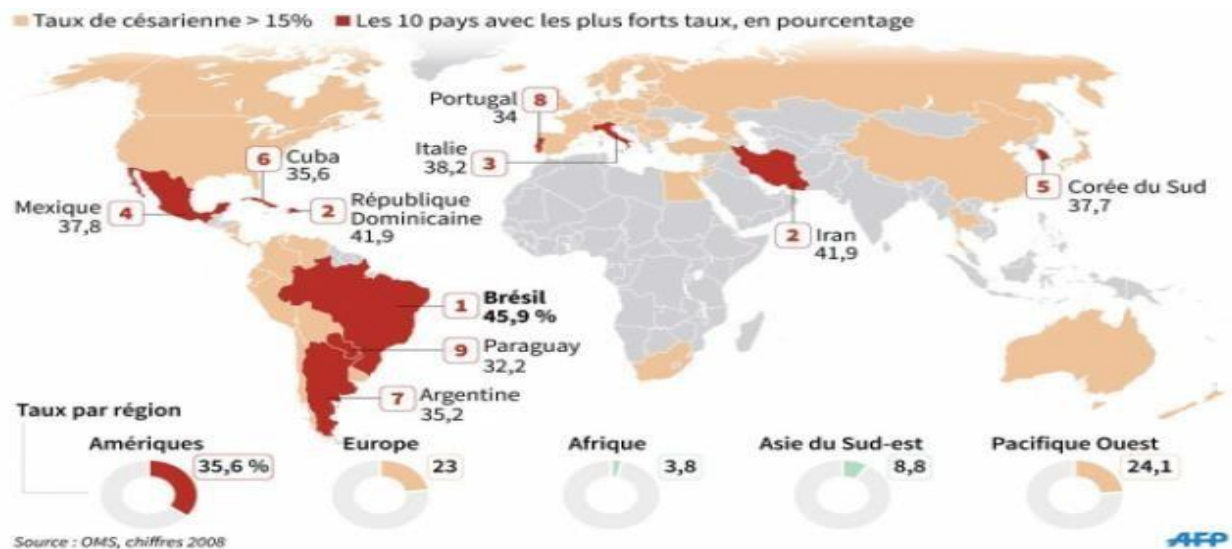 Taux de césarienne > 15% Les 10 pays avec les plus forts taux, en pourcentage
Portugal 8
34
Italie 3
38,2
6 Cuba
35,6
Mexique 4
37,8
2 République
Dominicaine
41,9
5 Corée du Sud
37,7
2 Iran
41,9
1 Brésil
45,9 %
9 Paraguay
32,2
7 Argentine
35,2
Taux par région
Amériques
35,6 %
Europe
23
Afrique
3,8
Asie du Sud-est
8,8
Pacifique Ouest
24,1
Source : OMS, chiffres 2008
AFP